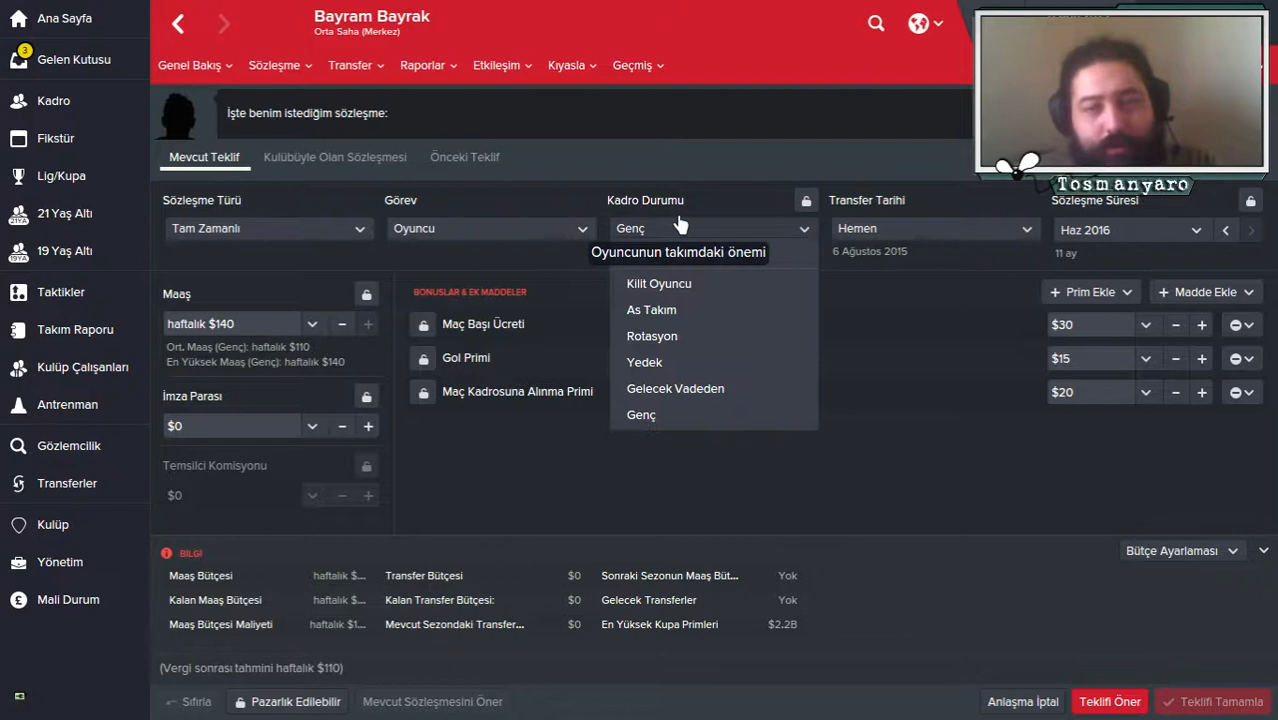 Ana Sayfa
3
Gelen Kutusu
Kadro
Fikstür
Lig/Kupa
21YA
21 Yaş Altı
19YA
19 Yaş Altı
Taktikler
Takım Raporu
Kulüp Çalışanları
Antrenman
Gözlemcilik
Transferler
Kulüp
Yönetim
Mali Durum
Bayram Bayrak
Orta Saha (Merkez)
Genel Bakış
Sözleşme
Transfer
Raporlar
Etkileşim
Kıyasla
Geçmiş
Tosmanyaro
İşte benim istediğim sözleşme:
Mevcut Teklif
Kulübüyle Olan Sözleşmesi
Önceki Teklif
Sözleşme Türü
Tam Zamanlı
Görev
Oyuncu
Kadro Durumu
Genç
Oyuncunun takımdaki önemi
Kilit Oyuncu
As Takım
Rotasyon
Yedek
Gelecek Vadeden
Genç
Transfer Tarihi
Hemen
6 Ağustos 2015
Sözleşme Süresi
Haz 2016
11 ay
Maaş
haftalık $140
Ort. Maaş (Genç): haftalık $110
En Yüksek Maaş (Genç): haftalık $140
İmza Parası
$0
Temsilci Komisyonu
$0
BONUSLAR & EK MADDELER
+ Prim Ekle
+ Madde Ekle
Maç Başı Ücreti
$30
Gol Primi
$15
Maç Kadrosuna Alınma Primi
$20
BİLGİ
Bütçe Ayarlaması
Maaş Bütçesi haftalık $...
Transfer Bütçesi $0
Sonraki Sezonun Maaş Büt... Yok
Kalan Maaş Bütçesi haftalık $...
Kalan Transfer Bütçesi: $0
Gelecek Transferler Yok
Maaş Bütçesi Maliyeti haftalık $1...
Mevcut Sezondaki Transfer... $0
En Yüksek Kupa Primleri $2.2B
(Vergi sonrası tahmini haftalık $110)
Sıfırla
Pazarlık Edilebilir
Mevcut Sözleşmesini Öner
Anlaşma İptal
Teklifi Öner
Teklifi Tamamla